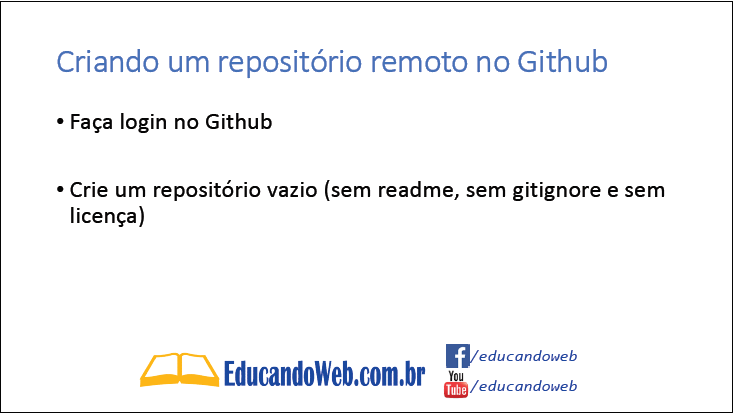 Criando um repositório remoto no Github
• Faça login no Github
• Crie um repositório vazio (sem readme, sem gitignore e sem
licença)
EducandoWeb.com.br
f /educandoweb
You
Tube /educandoweb